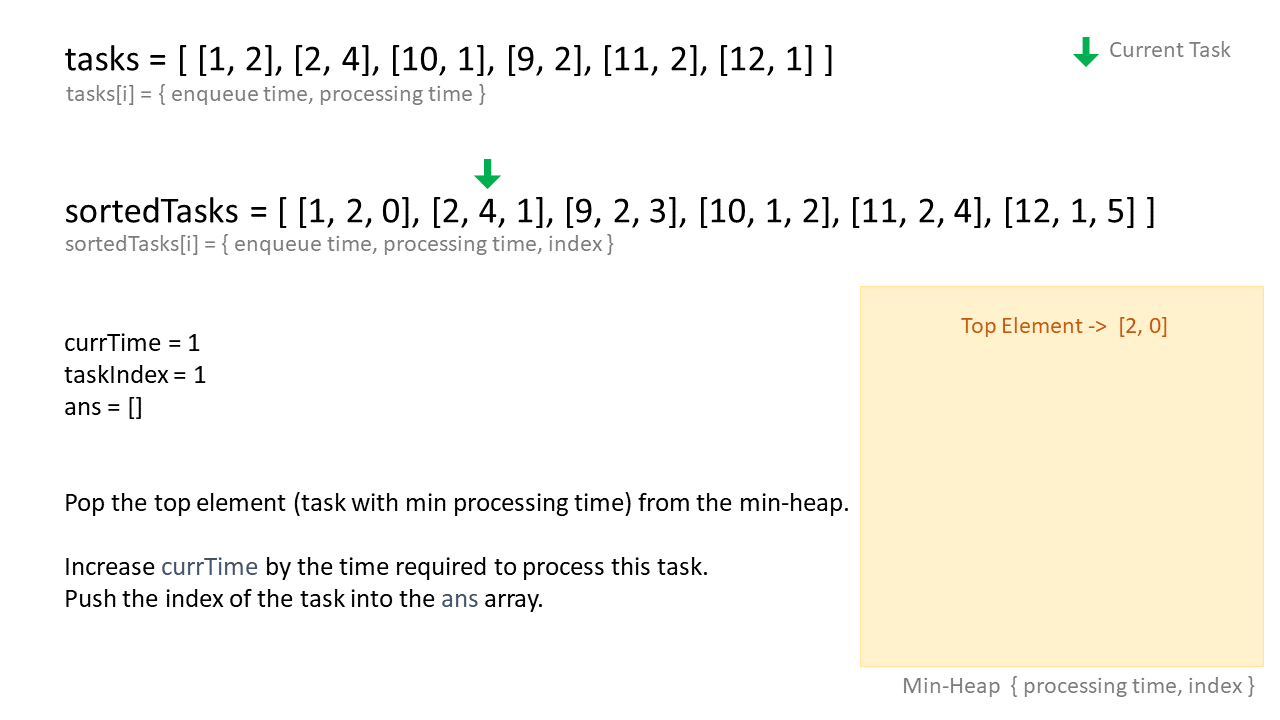 tasks = [ [1, 2], [2, 4], [10, 1], [9, 2], [11, 2], [12, 1] ]
Current Task
tasks[i] = { enqueue time, processing time }
sortedTasks = [ [1, 2, 0], [2, 4, 1], [9, 2, 3], [10, 1, 2], [11, 2, 4], [12, 1, 5] ]
sortedTasks[i] = { enqueue time, processing time, index }
currTime = 1
taskIndex = 1
ans = []
Top Element -> [2, 0]
Pop the top element (task with min processing time) from the min-heap.
Increase currTime by the time required to process this task.
Push the index of the task into the ans array.
Min-Heap { processing time, index }